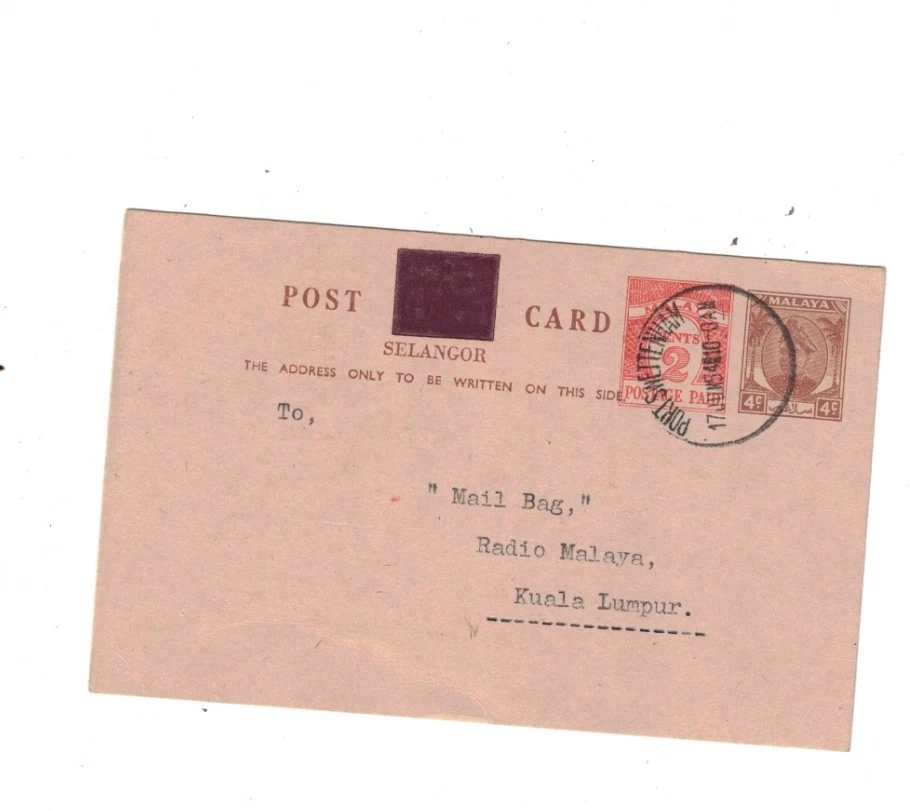 POST CARD
SELANGOR
THE ADDRESS ONLY TO BE WRITTEN ON THIS SIDE.
CENTS
2
POSTAGE PAID
MALAYA
4c 4c
PORT SWETTENHAM
To,
"Mail Bag,"
Radio Malaya,
Kuala Lumpur.